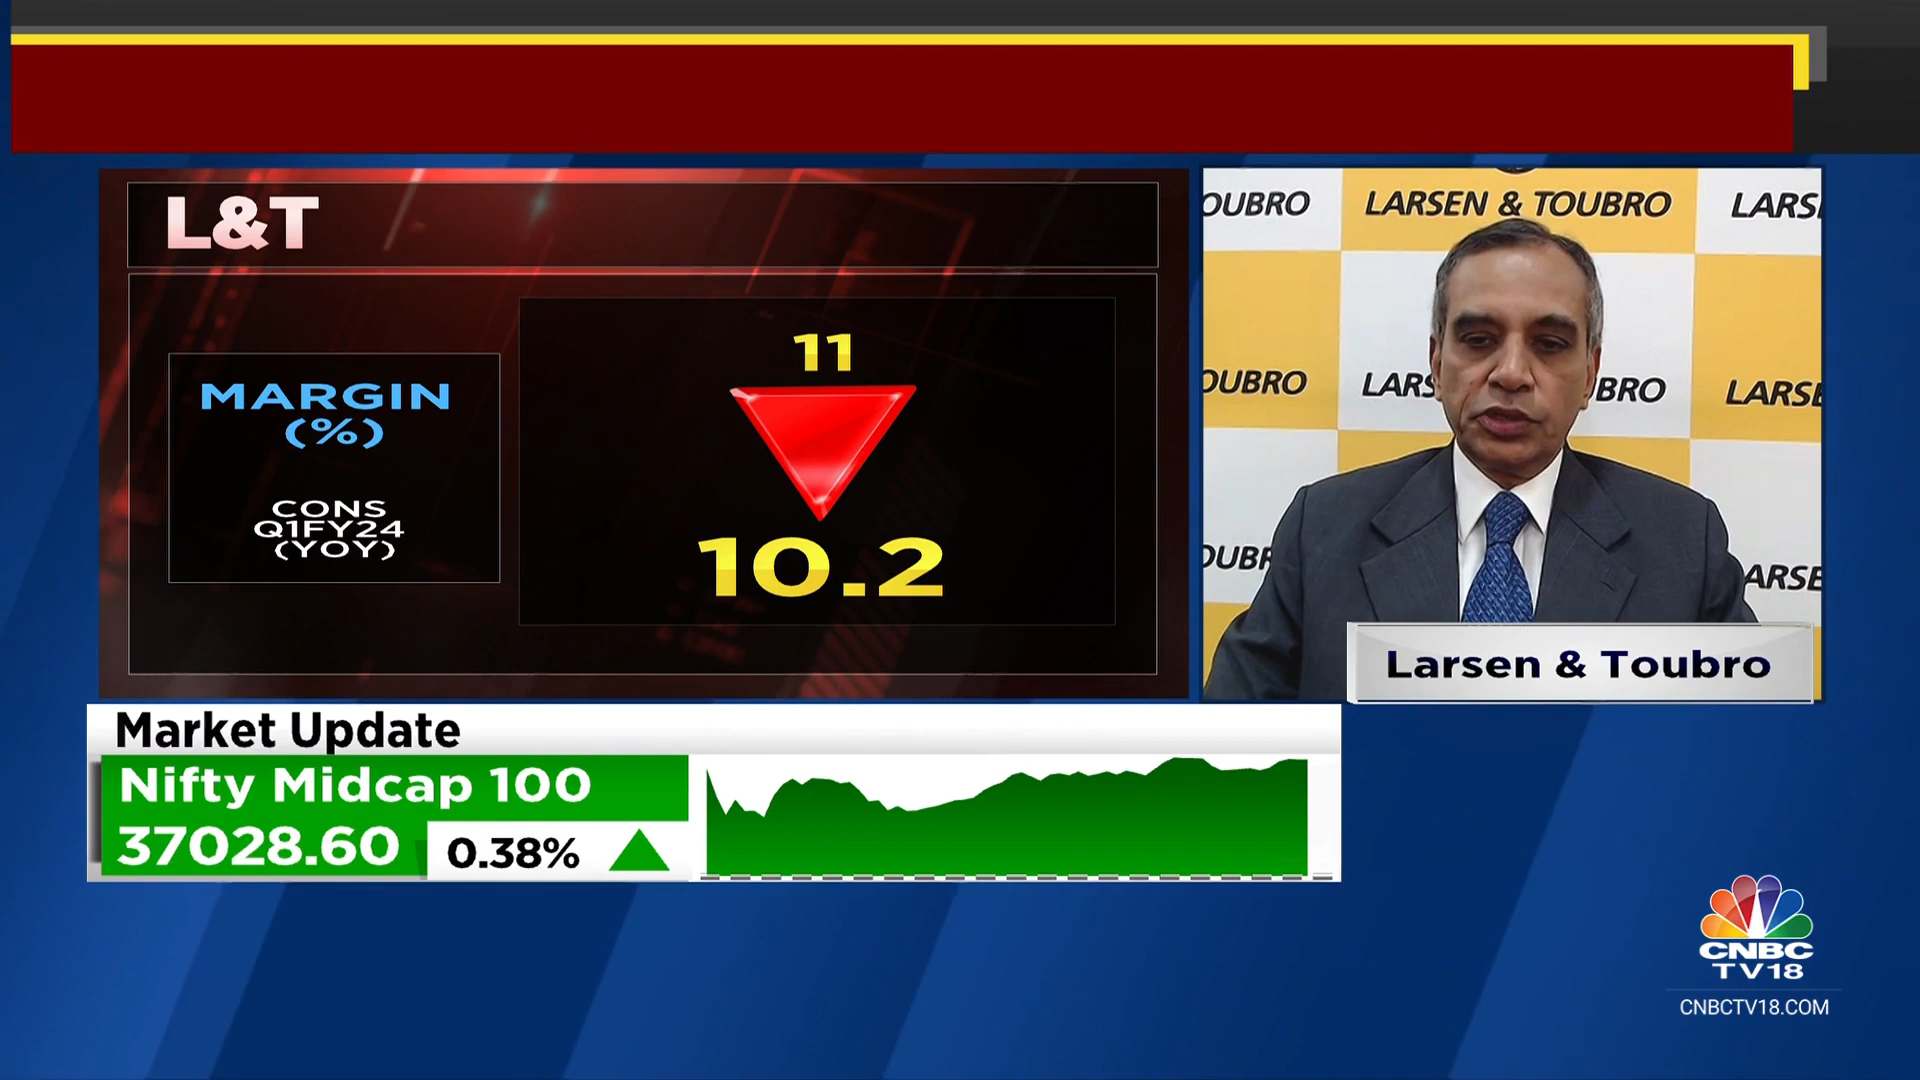 L&T
MARGIN
(%)
CONS
Q1FY24
(YOY)
11
10.2
OUBRO LARSEN & TOUBRO LARSE
OUBRO LARS BRO LARSE
OUBR ARSE
Larsen & Toubro
Market Update
Nifty Midcap 100
37028.60 0.38%
CNBC
TV18
CNBCTV18.COM